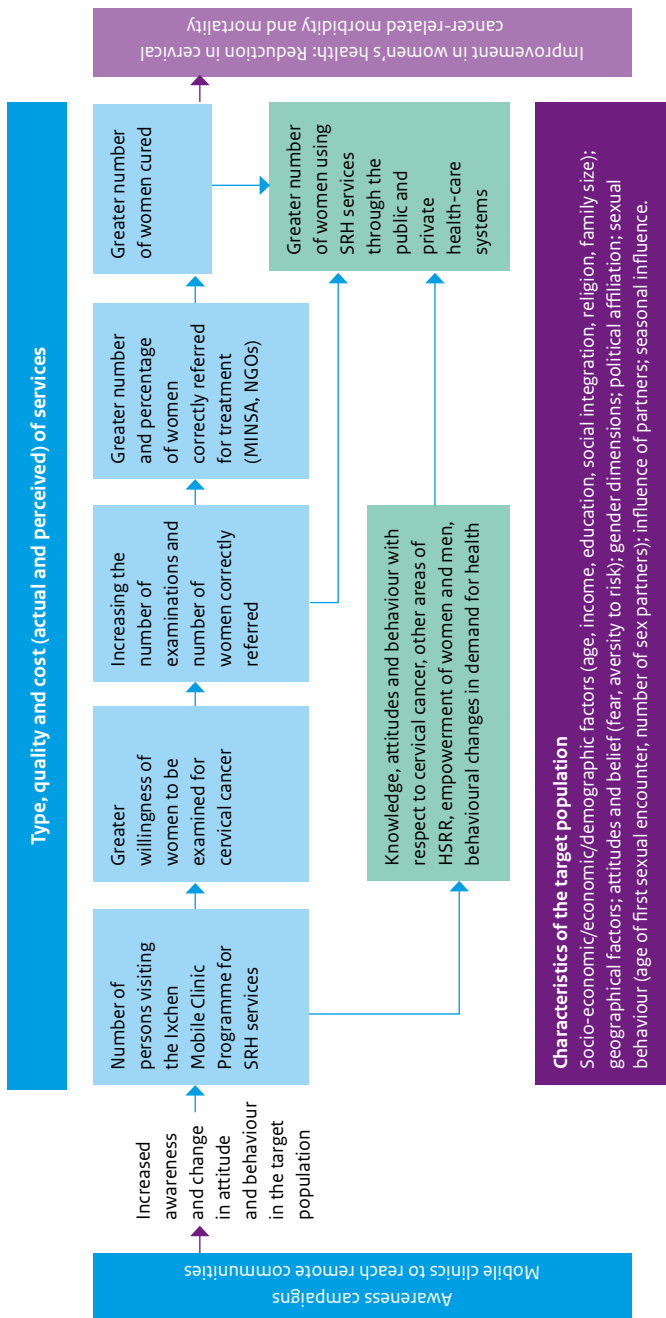 Type, quality and cost (actual and perceived) of services
Awareness campaigns
Mobile clinics to reach remote communities
Increased
awareness
and change
in attitude
and behaviour
in the target
population
Number of
persons visiting
the Ixchen
Mobile Clinic
Programme for
SRH services
Greater
willingness of
women to be
examined for
cervical cancer
Increasing the
number of
examinations and
number of
women correctly
referred
Greater number
and percentage
of women
correctly referred
for treatment
(MINSA, NGOs)
Greater number
of women cured
Improvement in women's health: Reduction in cervical
cancer-related morbidity and mortality
Knowledge, attitudes and behaviour with
respect to cervical cancer, other areas of
HSRR, empowerment of women and men,
behavioural changes in demand for health
Greater number
of women using
SRH services
through the
public and
private
health-care
systems
Characteristics of the target population
Socio-economic/economic/demographic factors (age, income, education, social integration, religion, family size);
geographical factors; attitudes and belief (fear, aversity to risk); gender dimensions; political affiliation; sexual
behaviour (age of first sexual encounter, number of sex partners); influence of partners; seasonal influence.